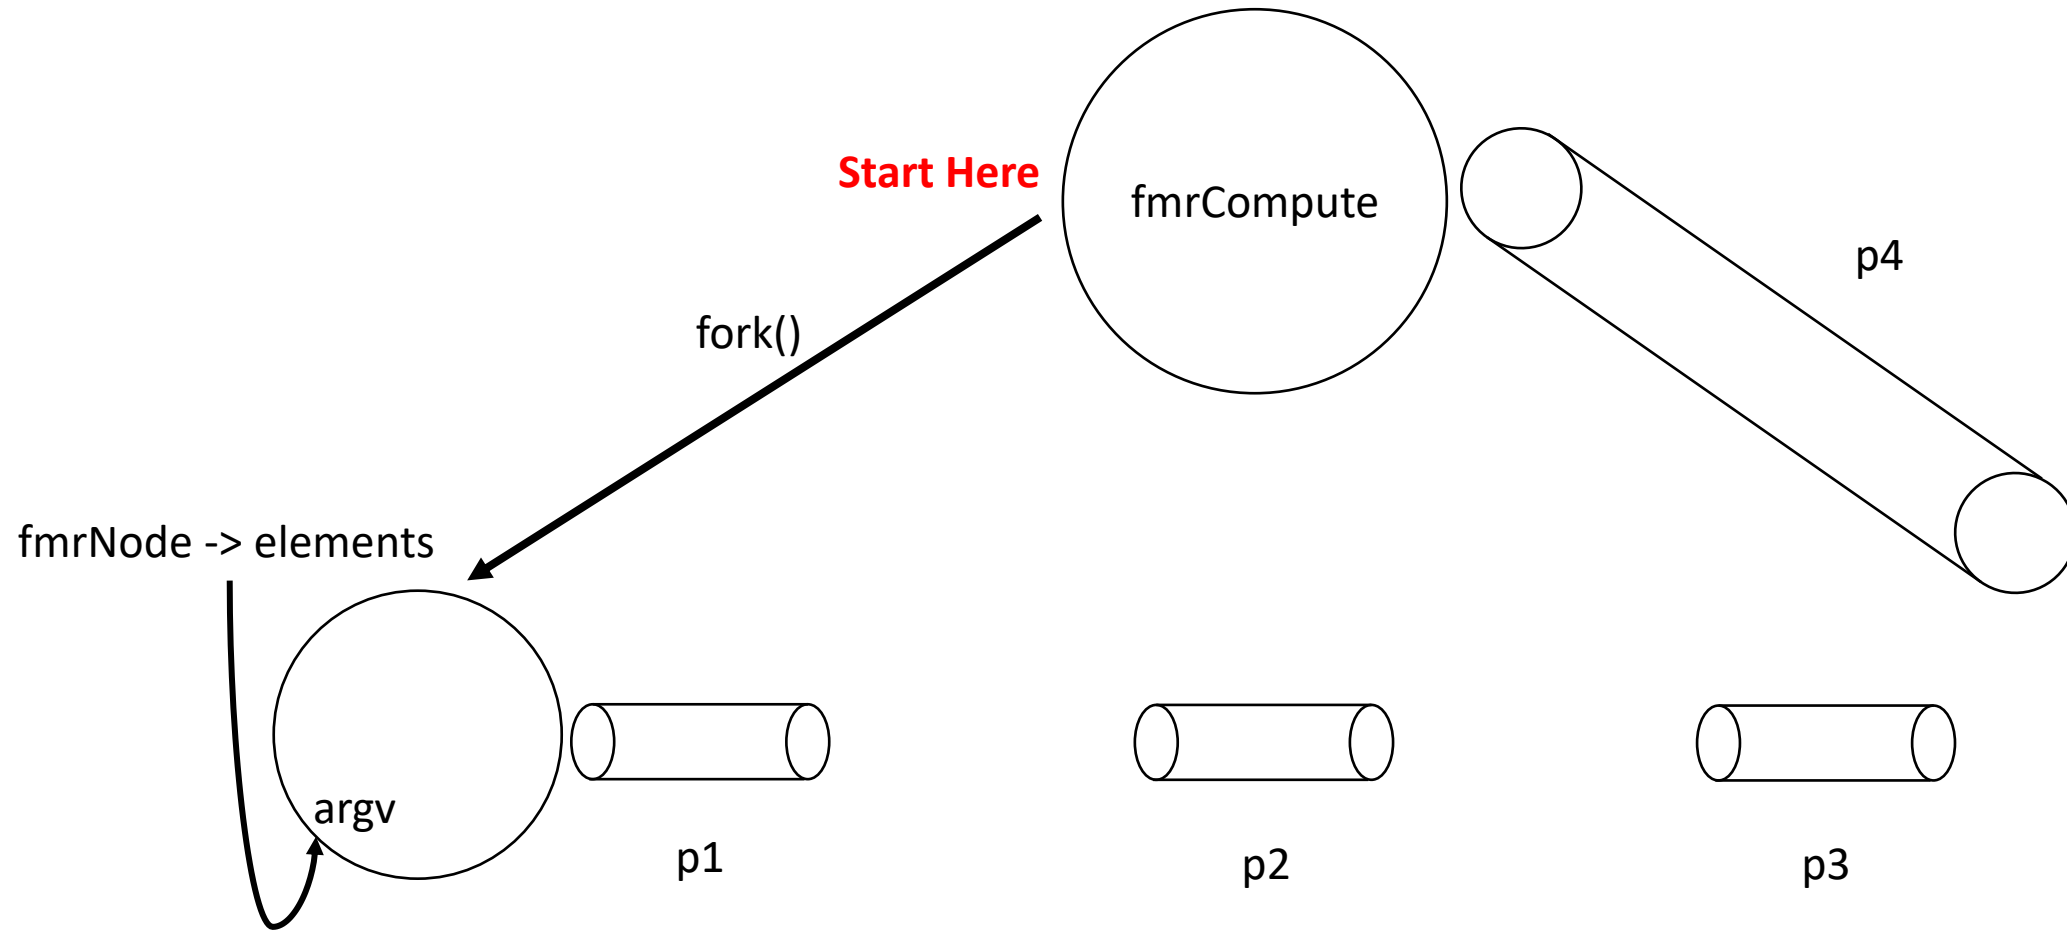 Start Here
fmrCompute
p4
fork()
fmrNode -> elements
argv
p1
p2
p3